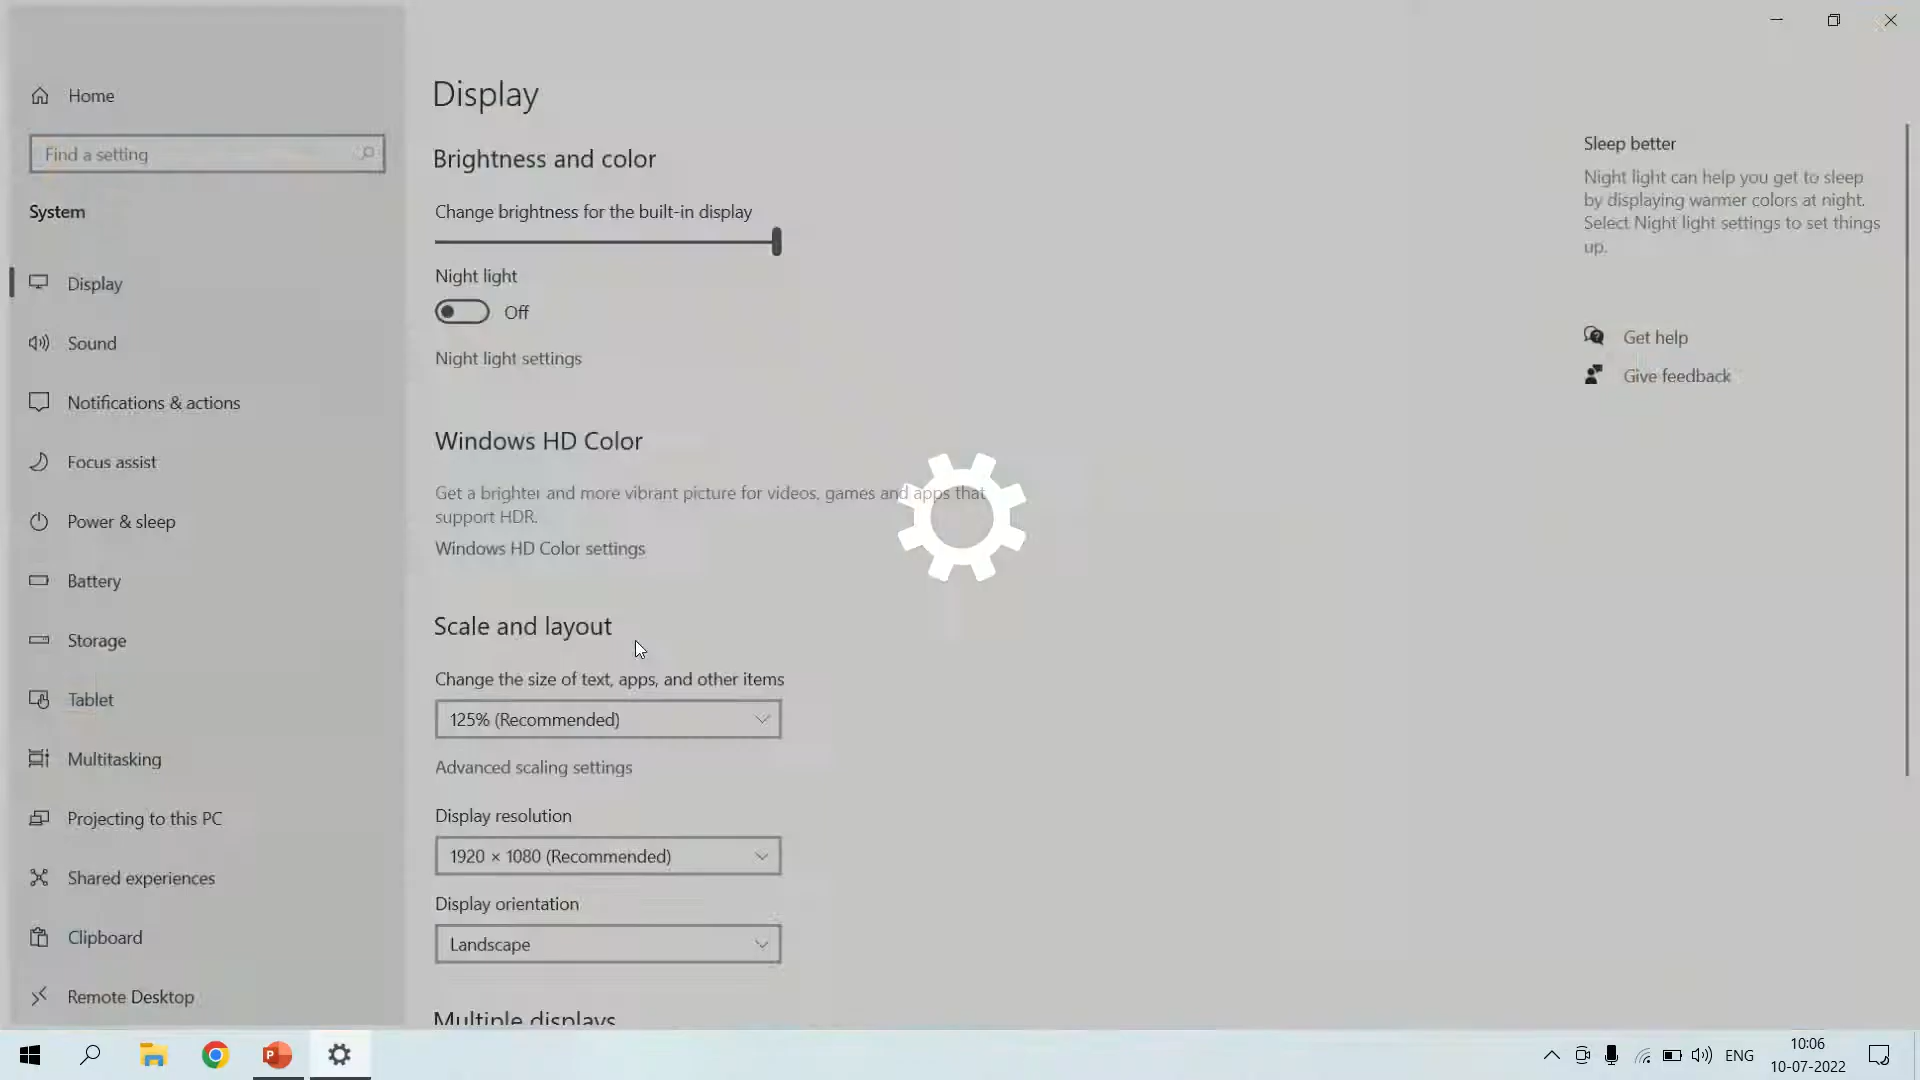 Home
Find a setting
System
Display
Sound
Notifications & actions
Focus assist
Power & sleep
Battery
Storage
Tablet
Multitasking
Projecting to this PC
Shared experiences
Clipboard
Remote Desktop
Display
Brightness and color
Change brightness for the built-in display
Night light
Off
Night light settings
Windows HD Color
Get a brighter and more vibrant picture for videos, games and apps that
support HDR.
Windows HD Color settings
Scale and layout
Change the size of text, apps, and other items
125% (Recommended)
Advanced scaling settings
Display resolution
1920 × 1080 (Recommended)
Display orientation
Landscape
Multiple displays
Sleep better
Night light can help you get to sleep
by displaying warmer colors at night.
Select Night light settings to set things
up.
Get help
Give feedback
P
ENG
10:06
10-07-2022